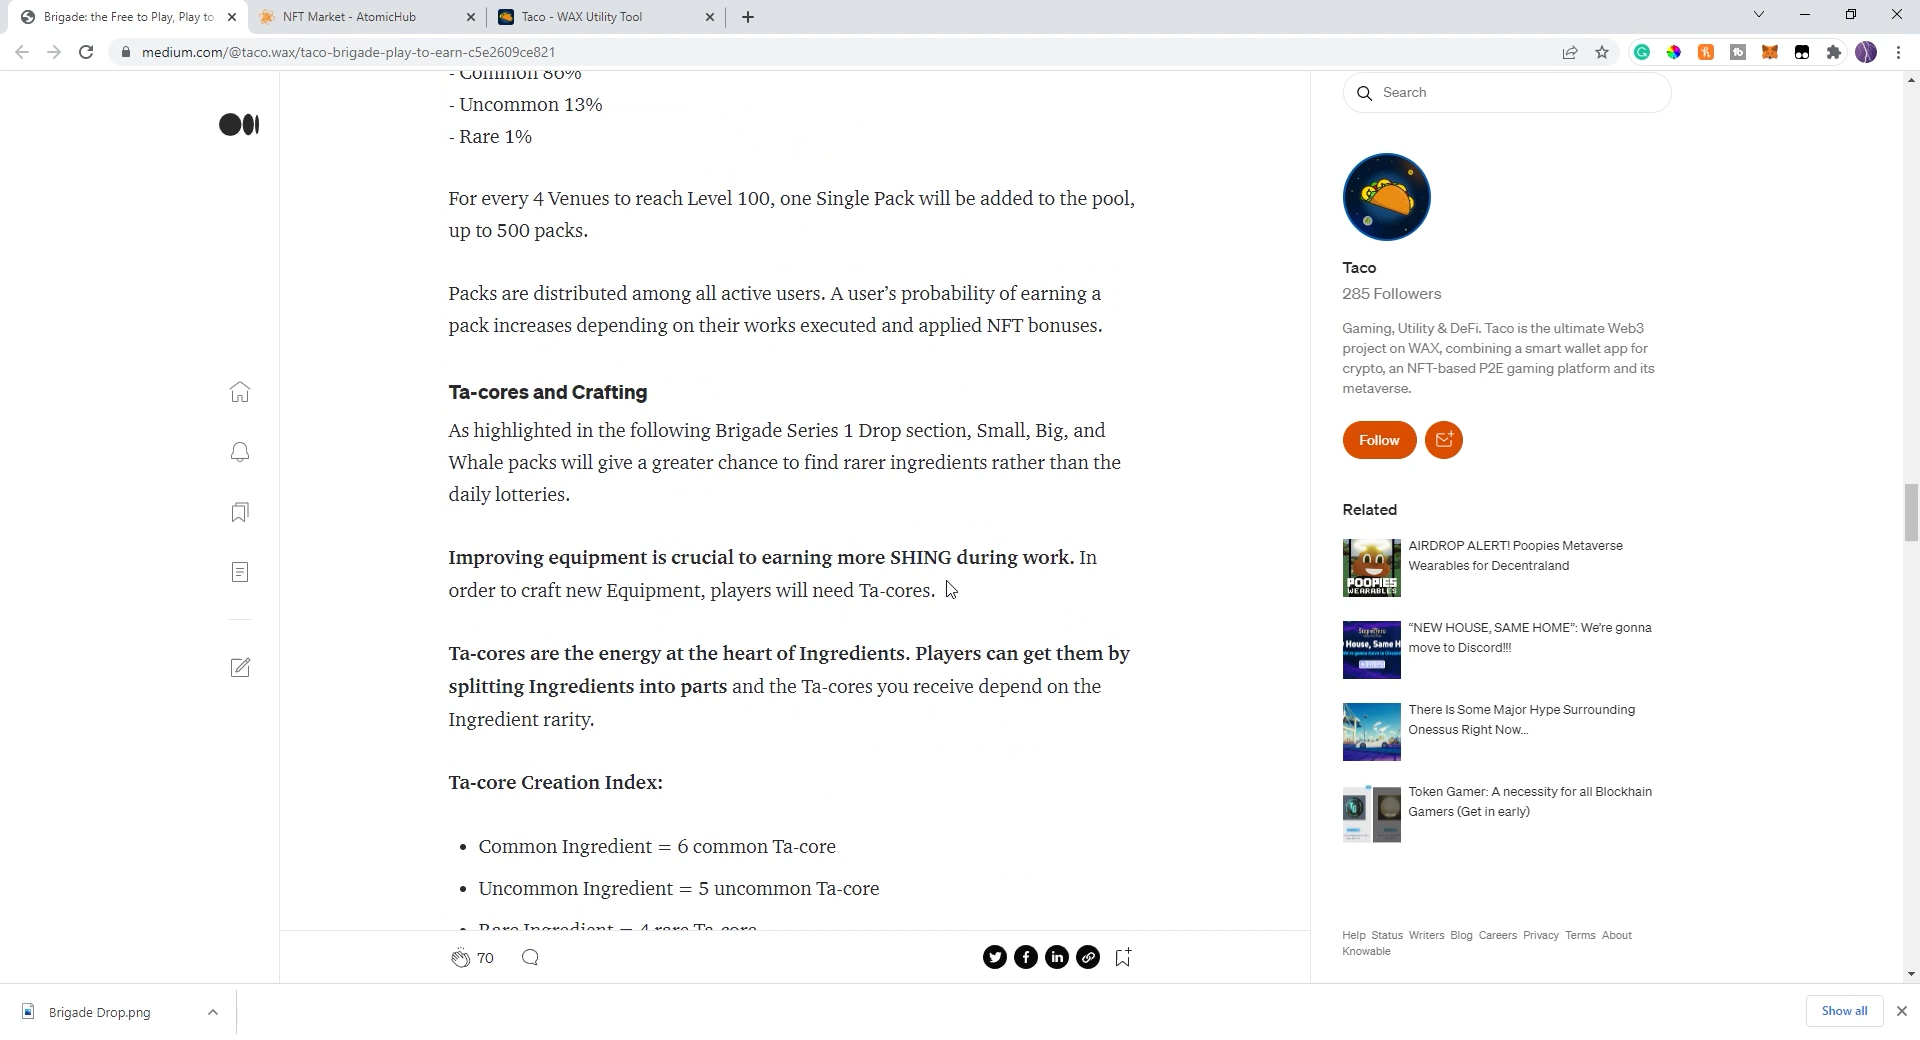 Brigade: the Free to Play, Play to
NFT Market - AtomicHub
Taco - WAX Utility Tool
medium.com/@taco.wax/taco-brigade-play-to-earn-c5e2609ce821
- Common 86%
- Uncommon 13%
- Rare 1%
For every 4 Venues to reach Level 100, one Single Pack will be added to the pool,
up to 500 packs.
Packs are distributed among all active users. A user’s probability of earning a
pack increases depending on their works executed and applied NFT bonuses.
Ta-cores and Crafting
As highlighted in the following Brigade Series 1 Drop section, Small, Big, and
Whale packs will give a greater chance to find rarer ingredients rather than the
daily lotteries.
Improving equipment is crucial to earning more SHING during work. In
order to craft new Equipment, players will need Ta-cores.
Ta-cores are the energy at the heart of Ingredients. Players can get them by
splitting Ingredients into parts and the Ta-cores you receive depend on the
Ingredient rarity.
Ta-core Creation Index:
• Common Ingredient = 6 common Ta-core
• Uncommon Ingredient = 5 uncommon Ta-core
• Rare Ingredient = 4 rare Ta-core
70
Search
Taco
285 Followers
Gaming, Utility & DeFi. Taco is the ultimate Web3
project on WAX, combining a smart wallet app for
crypto, an NFT-based P2E gaming platform and its
metaverse.
Follow
Related
AIRDROP ALERT! Poopies Metaverse
Wearables for Decentraland
POOPIES
WEARABLES
“NEW HOUSE, SAME HOME”: We’re gonna
move to Discord!!!
House, Same H
There Is Some Major Hype Surrounding
Onessus Right Now...
Token Gamer: A necessity for all Blockchain
Gamers (Get in early)
Help Status Writers Blog Careers Privacy Terms About
Knowable
Brigade Drop.png
Show all